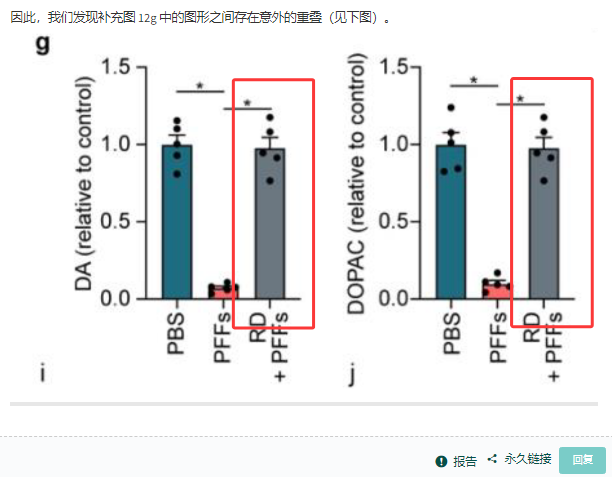 因此，我们发现补充图 12g 中的图形之间存在意外的重叠（见下图）。
g
DA (relative to control)
1.5
1.0
0.5
0.0
*
*
PBS
PFFs
RD
+ PFFs
DOPAC (relative to control)
1.5
1.0
0.5
0.0
*
*
PBS
PFFs
RD
+ PFFs
i
j
报告
永久链接
回复